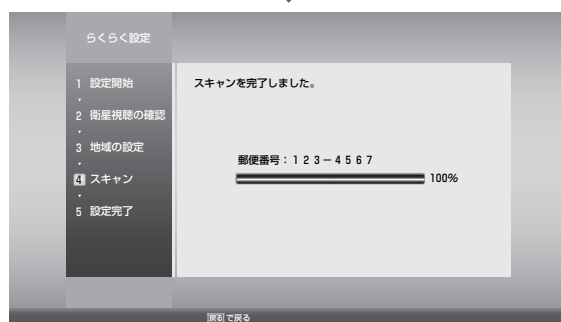 らくらく設定
1 設定開始
2 衛星視聴の確認
3 地域の設定
4 スキャン
5 設定完了
スキャンを完了しました。
郵便番号：１２３－４５６７
100%
戻る で戻る